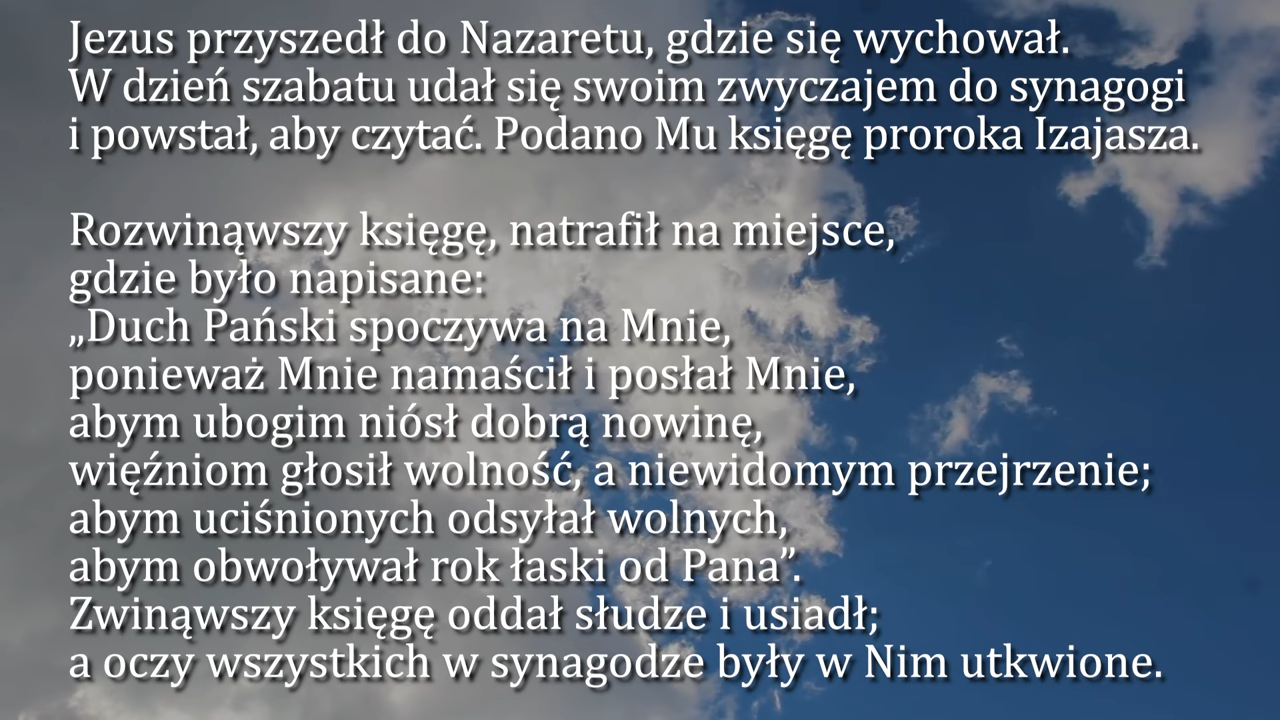 Jezus przyszedł do Nazaretu, gdzie się wychował.
W dzień szabatu udał się swoim zwyczajem do synagogi
i powstał, aby czytać. Podano Mu księgę proroka Izajasza.
Rozwinąwszy księgę, natrafił na miejsce,
gdzie było napisane:
„Duch Pański spoczywa na Mnie,
ponieważ Mnie namaścił i posłał Mnie,
abym ubogim niósł dobrą nowinę,
więźniom głosił wolność, a niewidomym przejrzenie;
abym uciśnionych odsyłał wolnych,
abym obwoływał rok łaski od Pana”.
Zwinąwszy księgę oddał słudze i usiadł;
a oczy wszystkich w synagodze były w Nim utkwione.